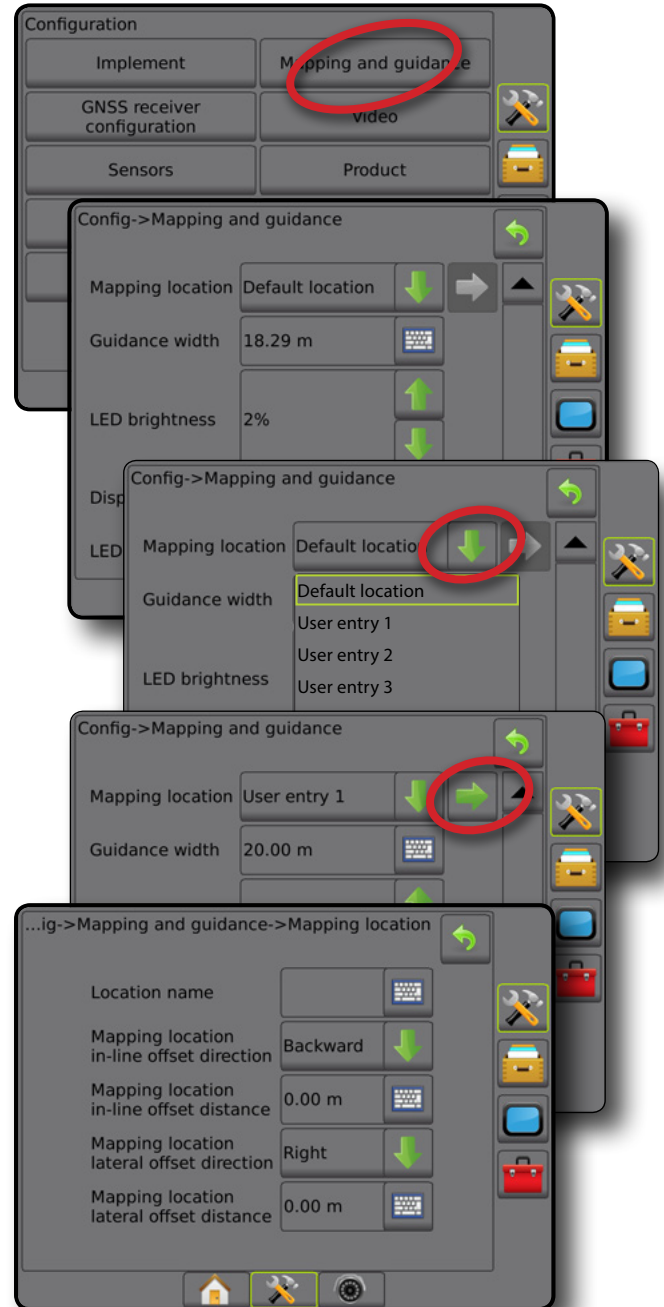 Configuration
Implement
Mapping and guidance
GNSS receiver
configuration
Video
Sensors
Product
Config->Mapping and guidance
Mapping location
Default location
Guidance width
18.29 m
LED brightness
2%
Disp
LED
Config->Mapping and guidance
Mapping location
Default location
Guidance width
Default location
User entry 1
User entry 2
User entry 3
LED brightness
Config->Mapping and guidance
Mapping location
User entry 1
Guidance width
20.00 m
...ig->Mapping and guidance->Mapping location
Location name
Mapping location
in-line offset direction
Backward
Mapping location
in-line offset distance
0.00 m
Mapping location
lateral offset direction
Right
Mapping location
lateral offset distance
0.00 m